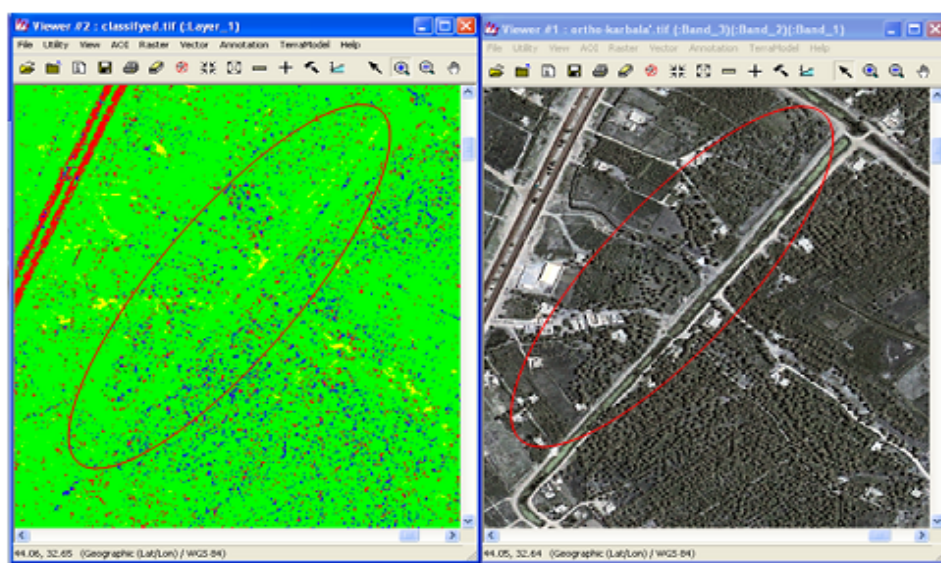 Viewer #2 : classifyed.tif (:Layer_1)
File Utility View AOI Raster Vector Annotation TerraModel Help
44.06, 32.65 (Geographic (Lat/Lon) / WGS 84)
Viewer #1 : ortho-karbala'.tif (:Band_3)(:Band_2)(:Band_1)
File Utility View AOI Raster Vector Annotation TerraModel Help
44.05, 32.64 (Geographic (Lat/Lon) / WGS 84)